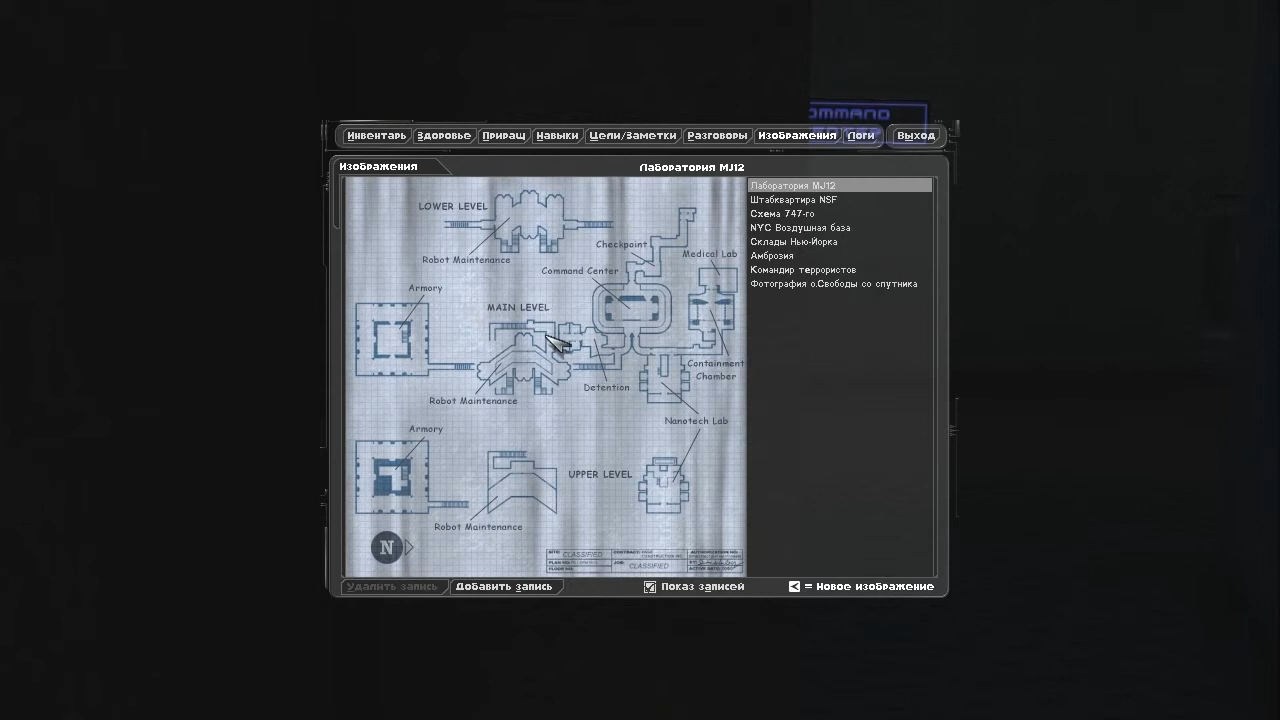 COMMAND
Инвентарь Здоровье Приращ Навыки Цели/Заметки Разговоры Изображения Логи Выход
Изображения
Лаборатория MJ12
Лаборатория MJ12
Штабквартира NSF
Схема 747-го
NYC Воздушная база
Склады Нью-Йорка
Амброзия
Командир террористов
Фотография о.Свободы со спутника
LOWER LEVEL
Robot Maintenance
Checkpoint
Medical Lab
Command Center
Armory
MAIN LEVEL
Containment
Chamber
Detention
Robot Maintenance
Nanotech Lab
Armory
UPPER LEVEL
Robot Maintenance
N
CLASSIFIED
CLASSIFIED
Удалить запись Добавить запись Показ записей = Новое изображение